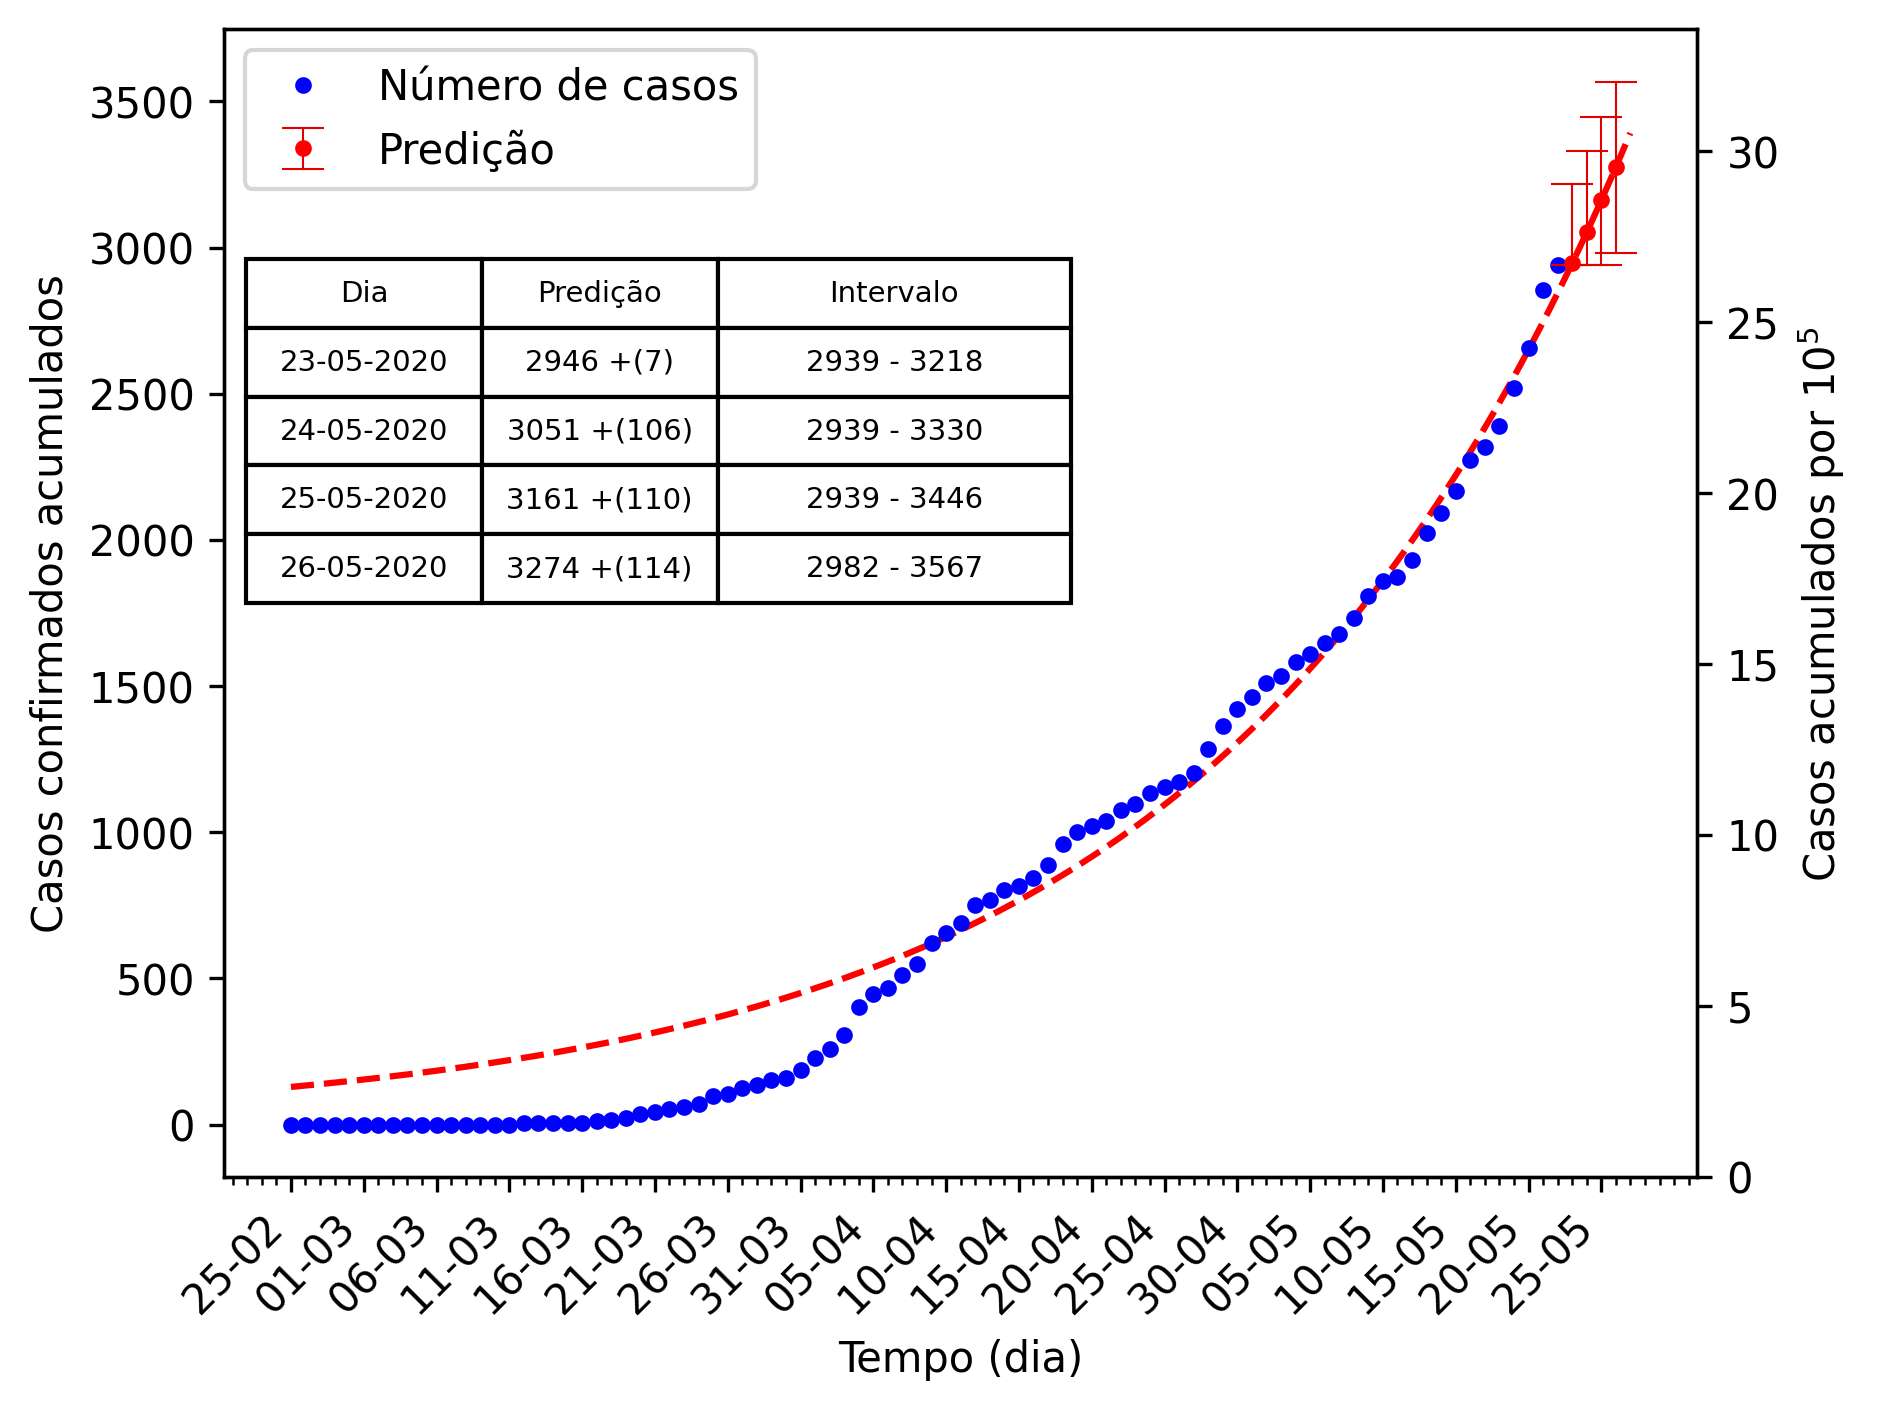 Número de casos
Predição
Dia Predição Intervalo
23-05-2020 2946 +(7) 2939 - 3218
24-05-2020 3051 +(106) 2939 - 3330
25-05-2020 3161 +(110) 2939 - 3446
26-05-2020 3274 +(114) 2982 - 3567
Casos confirmados acumulados
3500
3000
2500
2000
1500
1000
500
0
30
25
20
15
10
5
0
Casos acumulados por 10⁵
25-02 01-03 06-03 11-03 16-03 21-03 26-03 31-03 05-04 10-04 15-04 20-04 25-04 30-04 05-05 10-05 15-05 20-05 25-05
Tempo (dia)